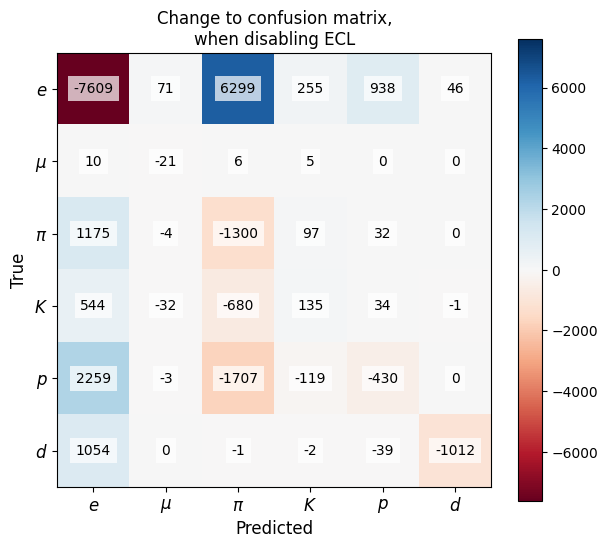 Change to confusion matrix,
when disabling ECL
e -7609 71 6299 255 938 46
μ 10 -21 6 5 0 0
π 1175 -4 -1300 97 32 0
K 544 -32 -680 135 34 -1
p 2259 -3 -1707 -119 -430 0
d 1054 0 -1 -2 -39 -1012
e μ π K p d
Predicted
True
6000
4000
2000
0
−2000
−4000
−6000